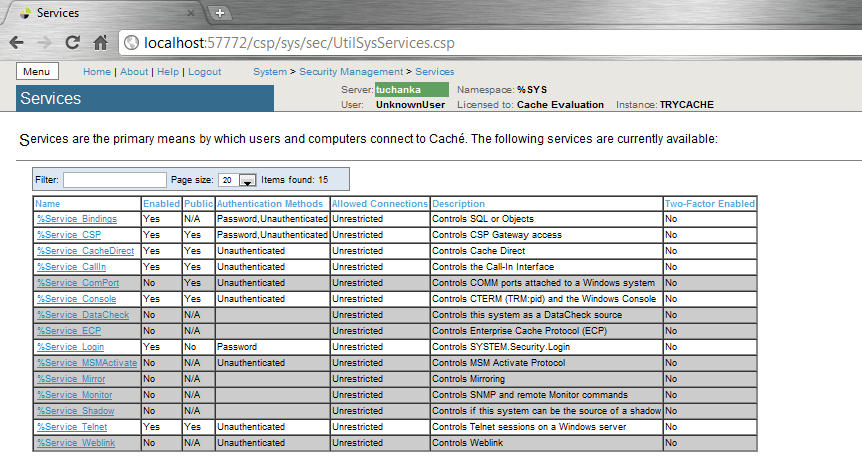 Services
localhost:57772/csp/sys/sec/UtilSysServices.csp
Menu Home | About | Help | Logout System > Security Management > Services
Services
Server: tuchanka Namespace: %SYS
User: UnknownUser Licensed to: Cache Evaluation Instance: TRYCACHE
Services are the primary means by which users and computers connect to Caché. The following services are currently available:
Filter: Page size: 20 Items found: 15
Name Enabled Public Authentication Methods Allowed Connections Description Two-Factor Enabled
%Service_Bindings Yes N/A Password,Unauthenticated Unrestricted Controls SQL or Objects No
%Service_CSP Yes Yes Password,Unauthenticated Unrestricted Controls CSP Gateway access No
%Service_CacheDirect Yes Yes Unauthenticated Unrestricted Controls Cache Direct No
%Service_CallIn Yes Yes Unauthenticated Unrestricted Controls the Call-In Interface No
%Service_ComPort No Yes Unauthenticated Unrestricted Controls COMM ports attached to a Windows system No
%Service_Console Yes Yes Unauthenticated Unrestricted Controls CTERM (TRM:pid) and the Windows Console No
%Service_DataCheck No N/A Unrestricted Controls this system as a DataCheck source No
%Service_ECP No N/A Unrestricted Controls Enterprise Cache Protocol (ECP) No
%Service_Login Yes No Password Unrestricted Controls SYSTEM.Security.Login No
%Service_MSMActivate No N/A Unauthenticated Unrestricted Controls MSM Activate Protocol No
%Service_Mirror No N/A Unrestricted Controls Mirroring No
%Service_Monitor No N/A Unrestricted Controls SNMP and remote Monitor commands No
%Service_Shadow No N/A Unrestricted Controls if this system can be the source of a shadow No
%Service_Telnet Yes Yes Unauthenticated Unrestricted Controls Telnet sessions on a Windows server No
%Service_Weblink No N/A Unauthenticated Unrestricted Controls Weblink No